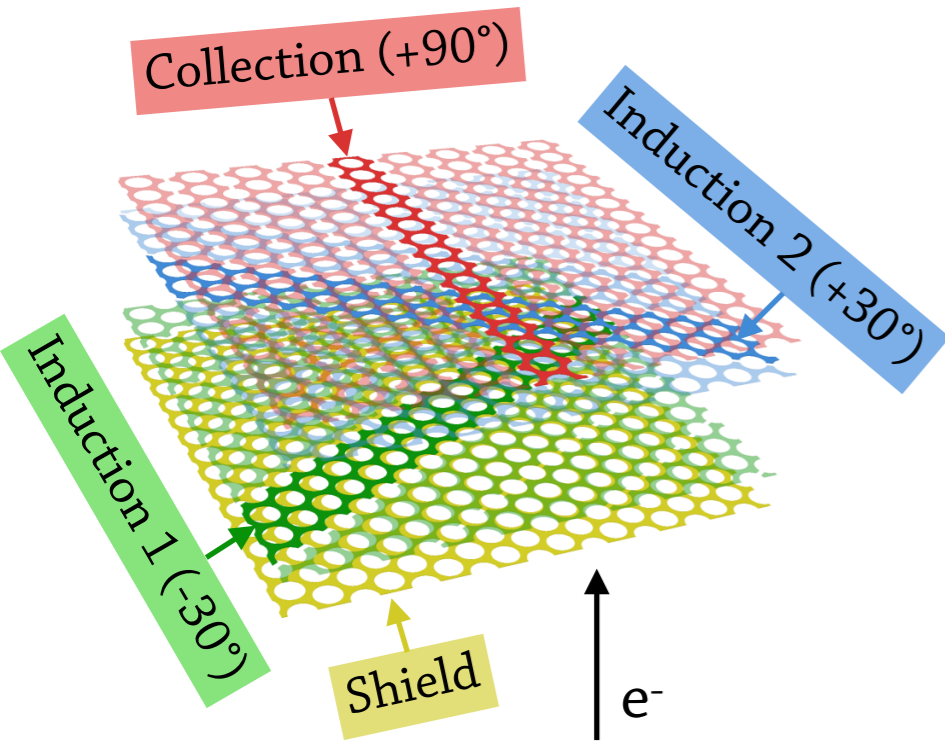 Collection (+90°)
Induction 2 (+30°)
Induction 1 (-30°)
Shield
e-